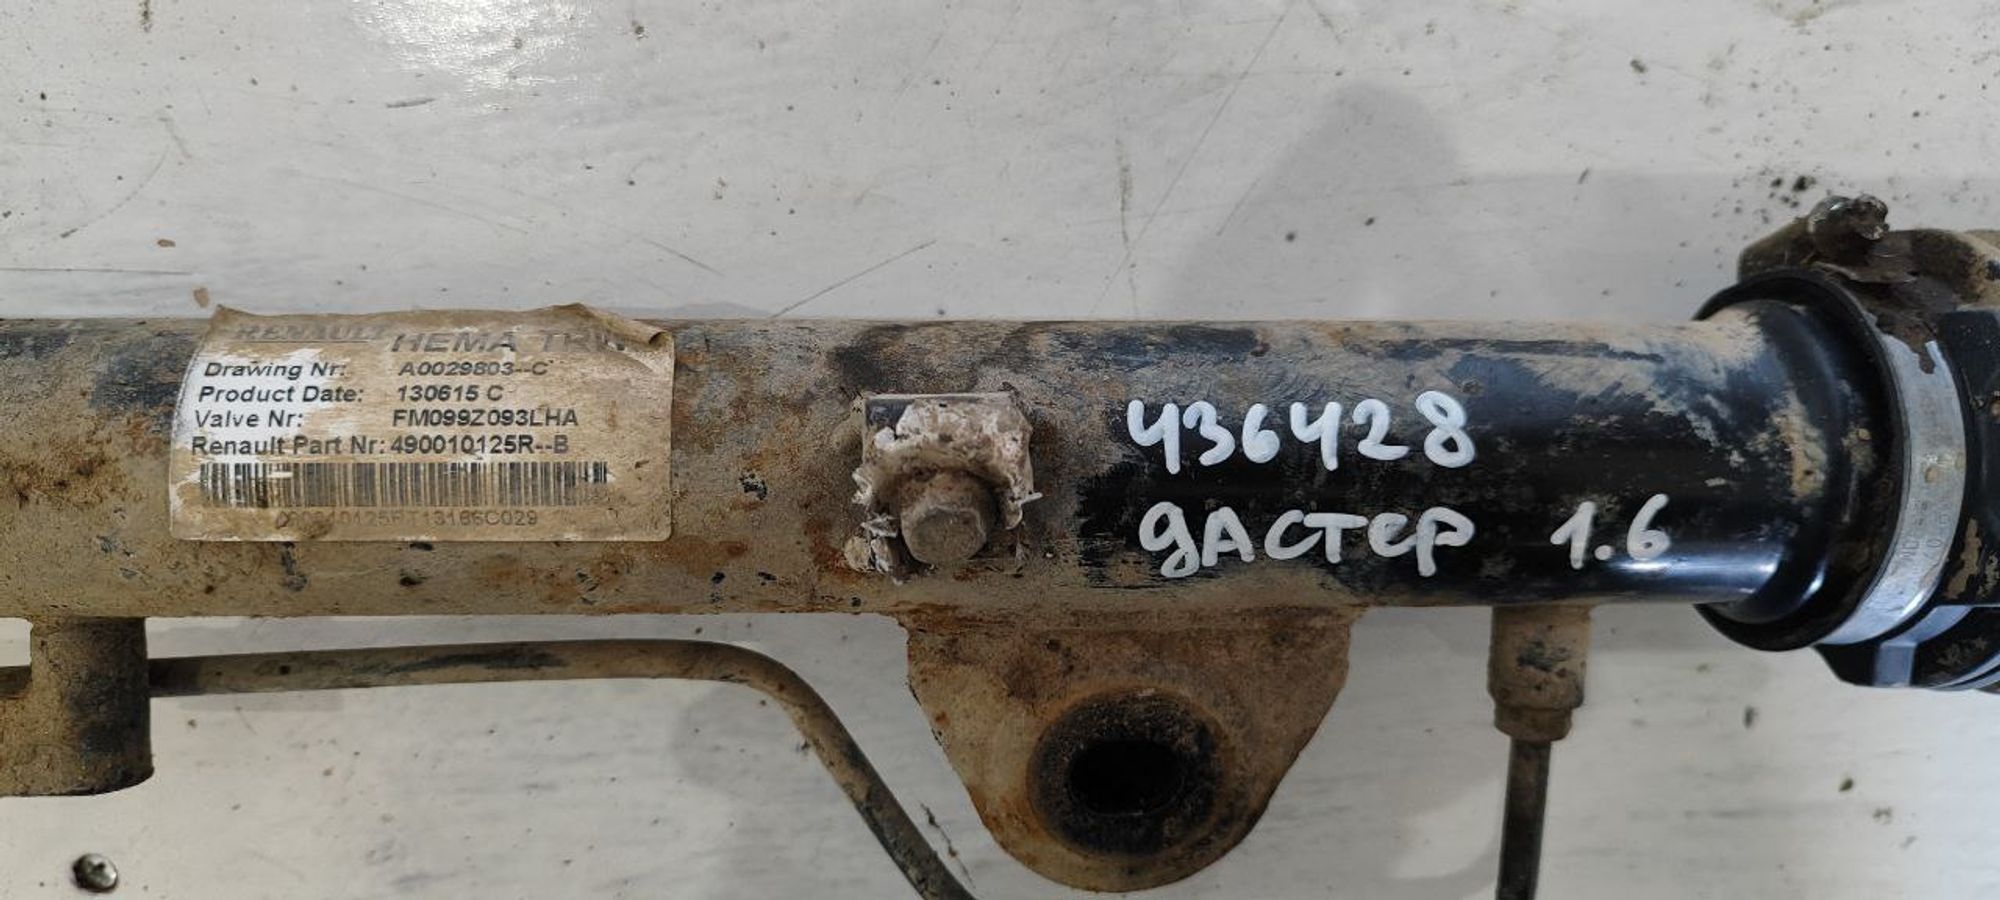 RENAULT HEMA TRW
Drawing Nr: A0029803--C
Product Date: 130615 C
Valve Nr: FM099Z093LHA
Renault Part Nr: 490010125R--B
436428
дастер 1.6